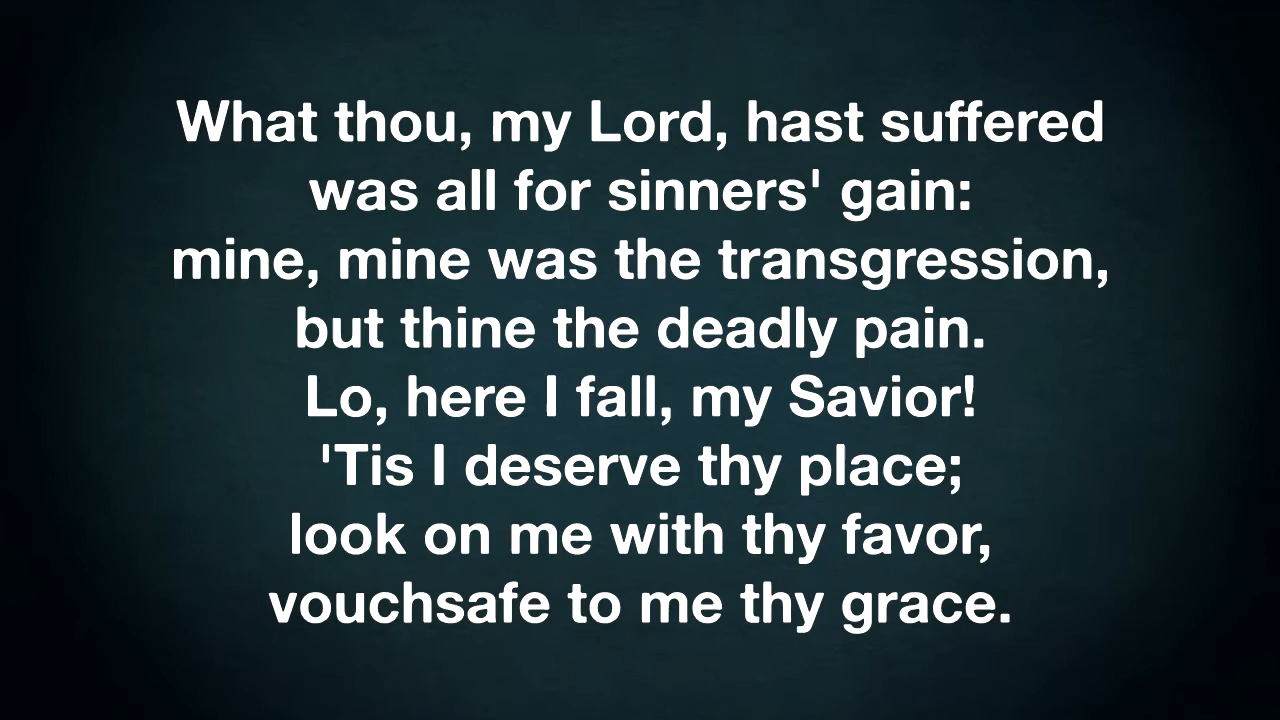 What thou, my Lord, hast suffered
was all for sinners' gain:
mine, mine was the transgression,
but thine the deadly pain.
Lo, here I fall, my Savior!
'Tis I deserve thy place;
look on me with thy favor,
vouchsafe to me thy grace.